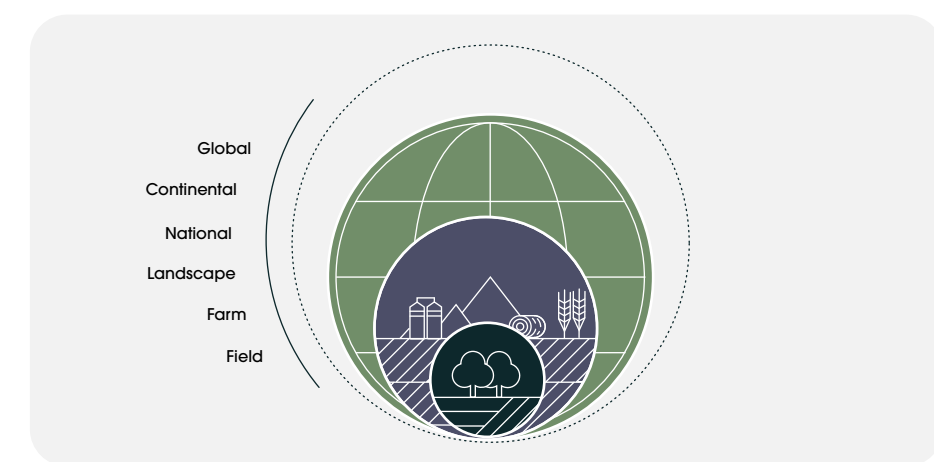 Global
Continental
National
Landscape
Farm
Field